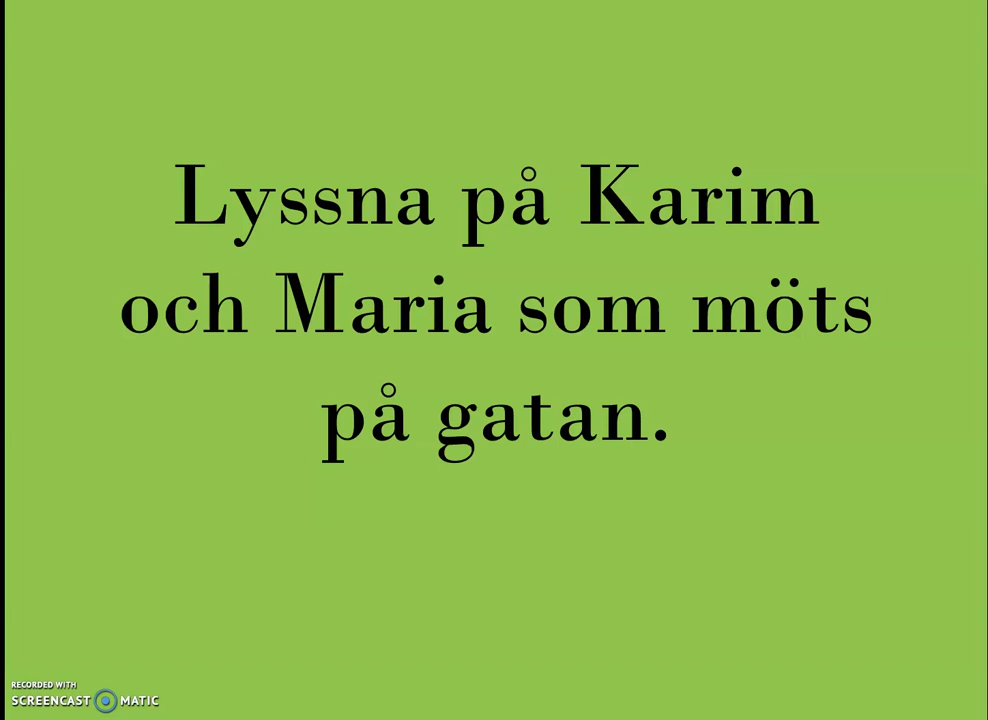 Lyssna på Karim
och Maria som möts
på gatan.
RECORDED WITH
SCREENCAST MATIC